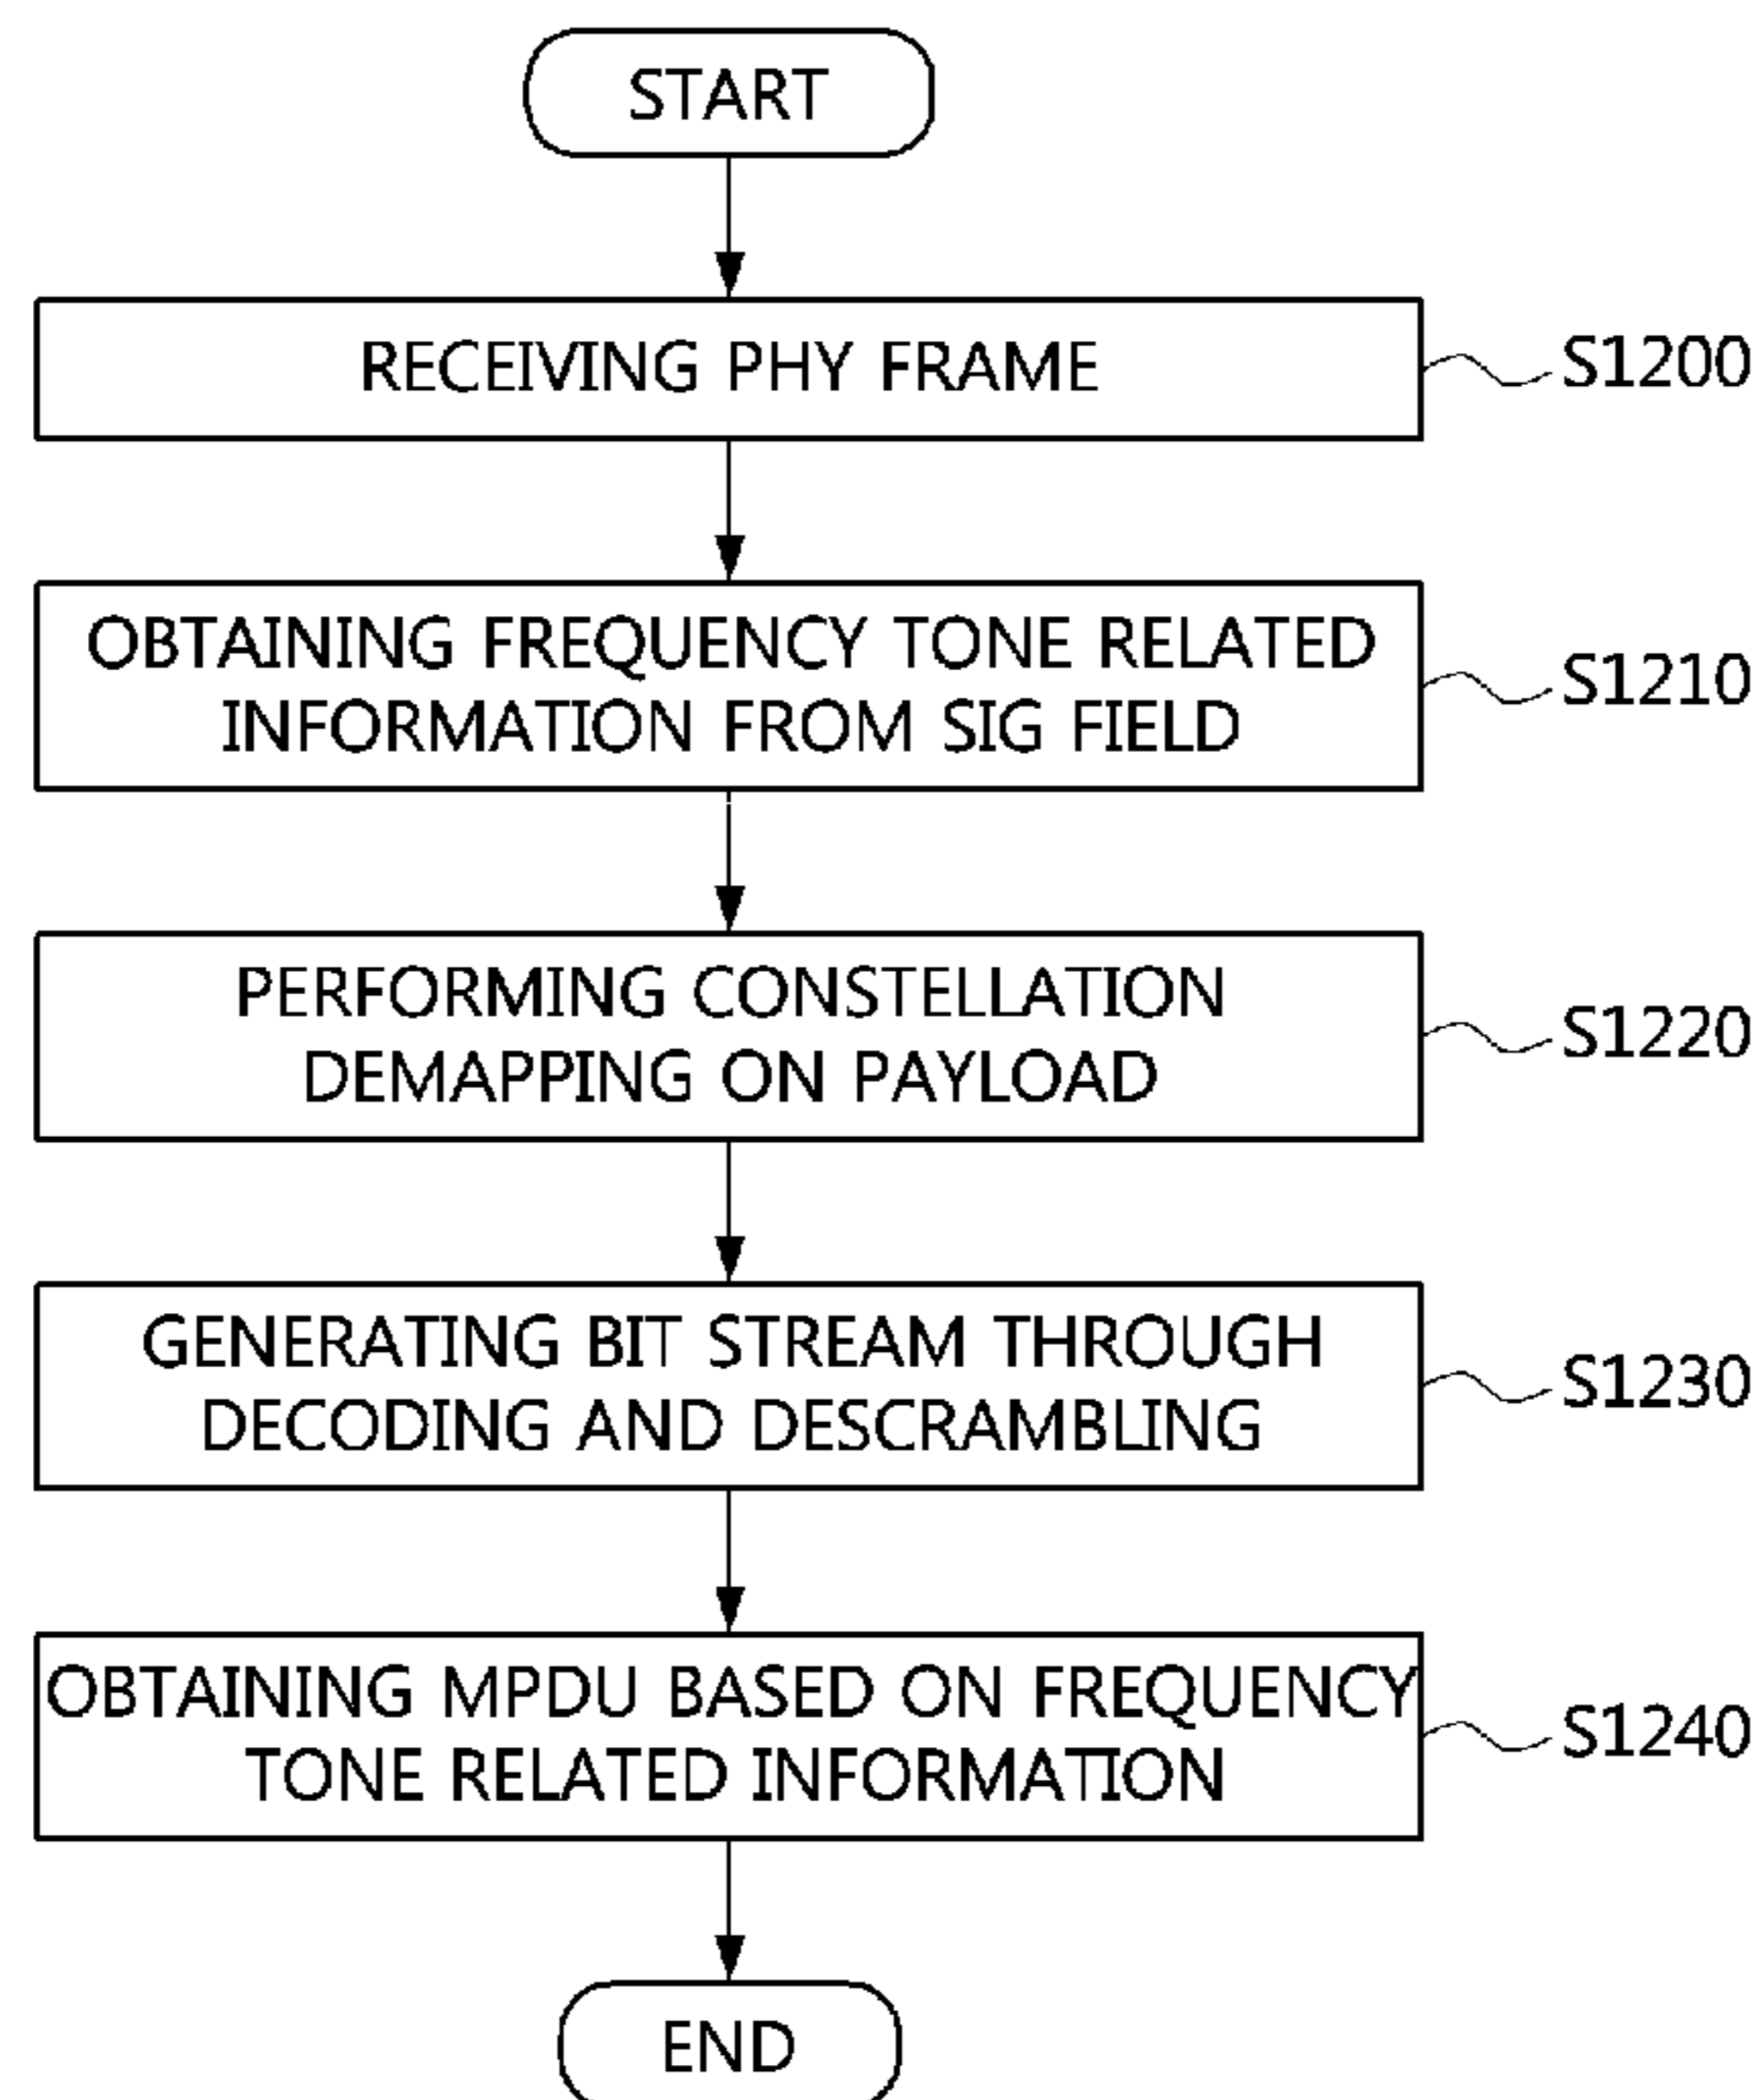 START
RECEIVING PHY FRAME
S1200
OBTAINING FREQUENCY TONE RELATED
INFORMATION FROM SIG FIELD
S1210
PERFORMING CONSTELLATION
DEMAPPING ON PAYLOAD
S1220
GENERATING BIT STREAM THROUGH
DECODING AND DESCRAMBLING
S1230
OBTAINING MPDU BASED ON FREQUENCY
TONE RELATED INFORMATION
S1240
END